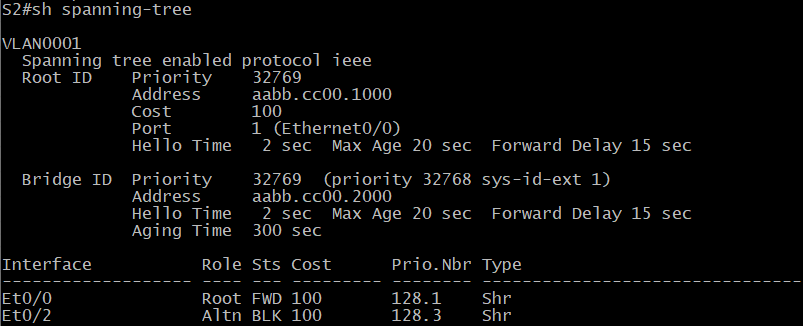 S2#sh spanning-tree
VLAN0001
  Spanning tree enabled protocol ieee
  Root ID    Priority    32769
             Address     aabb.cc00.1000
             Cost        100
             Port        1 (Ethernet0/0)
             Hello Time   2 sec  Max Age 20 sec  Forward Delay 15 sec
  Bridge ID  Priority    32769  (priority 32768 sys-id-ext 1)
             Address     aabb.cc00.2000
             Hello Time   2 sec  Max Age 20 sec  Forward Delay 15 sec
             Aging Time  300 sec
Interface           Role Sts Cost      Prio.Nbr Type
------------------- ---- --- --------- -------- --------------------------------
Et0/0               Root FWD 100       128.1    Shr
Et0/2               Altn BLK 100       128.3    Shr